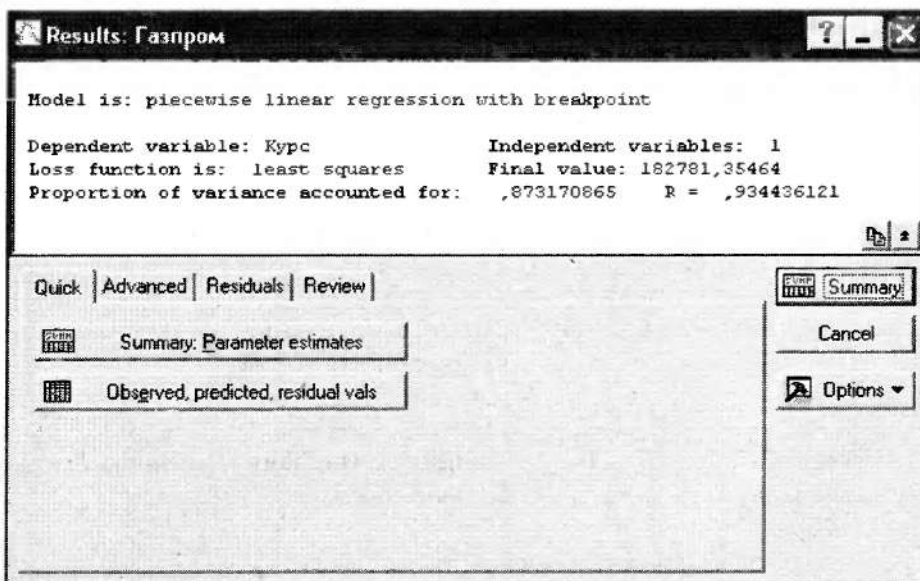 Results: Газпром
Model is: piecewise linear regression with breakpoint
Dependent variable: Курс Independent variables: 1
Loss function is: least squares Final value: 182781,35464
Proportion of variance accounted for: ,873170865 R = ,934436121
Quick Advanced Residuals Review
Summary
Summary: Parameter estimates
Cancel
Observed, predicted, residual vals
Options